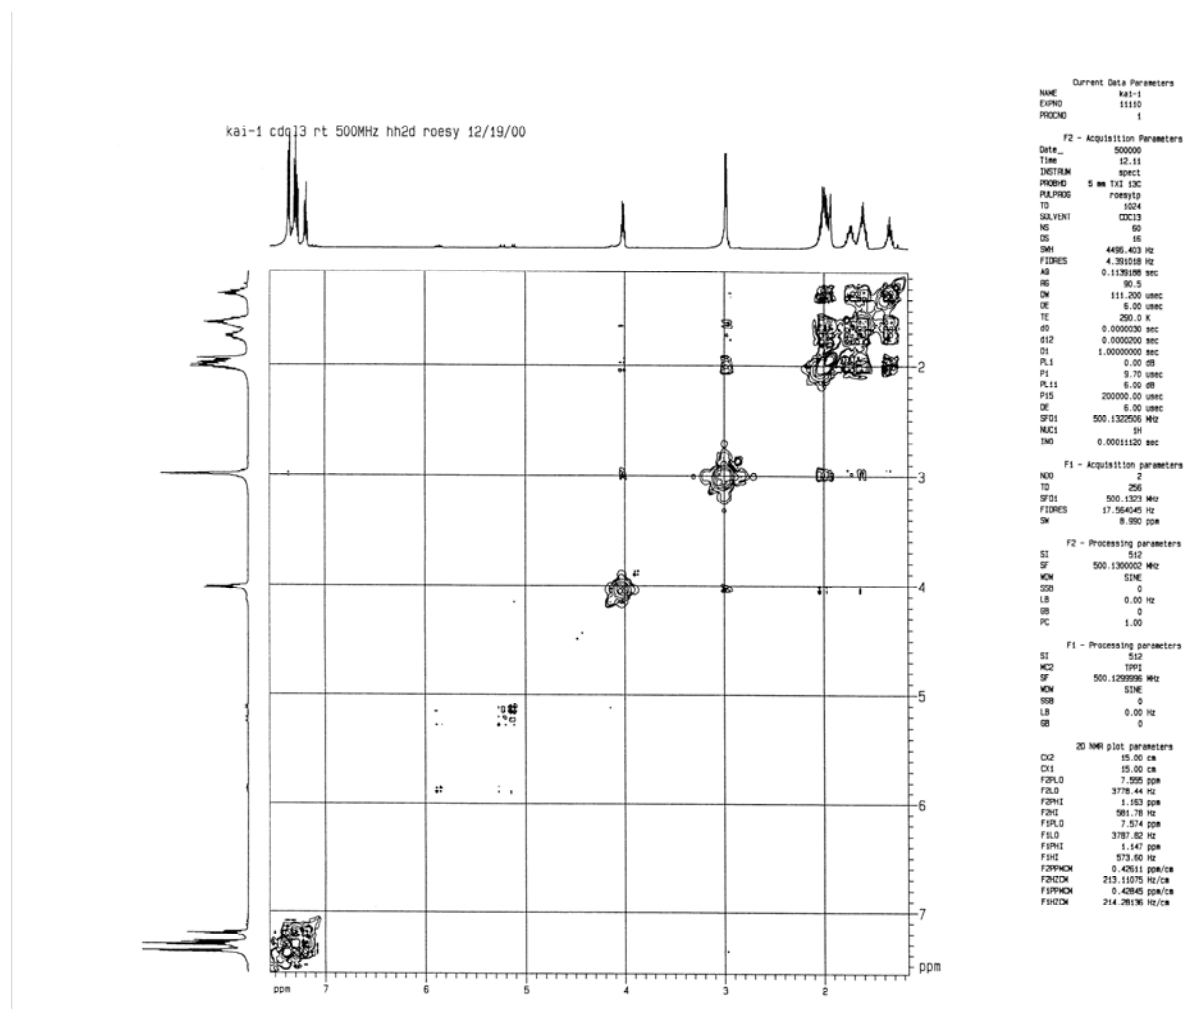 kai-1 cdcl3 rt 500MHz hh2d roesy 12/19/00
2
3
4
5
6
7
ppm
ppm 7 6 5 4 3 2
Current Data Parameters
NAME kai-1
EXPNO 11110
PROCNO 1
F2 - Acquisition Parameters
Date_ 500000
Time 12.11
INSTRUM spect
PROBHD 5 mm TXI 13C
PULPROG roesytp
TD 1024
SOLVENT CDCl3
NS 60
DS 16
SWH 4496.403 Hz
FIDRES 4.391018 Hz
AQ 0.1139188 sec
RG 90.5
DW 111.200 usec
DE 6.00 usec
TE 290.0 K
d0 0.0000030 sec
d12 0.0000200 sec
D1 1.00000000 sec
PL1 0.00 dB
P1 9.70 usec
PL11 6.00 dB
P15 200000.00 usec
DE 6.00 usec
SFO1 500.1322506 MHz
NUC1 1H
IN0 0.00011120 sec
F1 - Acquisition parameters
ND0 2
TD 256
SFO1 500.1323 MHz
FIDRES 17.564045 Hz
SW 8.990 ppm
F2 - Processing parameters
SI 512
SF 500.1300002 MHz
WDW SINE
SSB 0
LB 0.00 Hz
GB 0
PC 1.00
F1 - Processing parameters
SI 512
MC2 TPPI
SF 500.1299996 MHz
WDW SINE
SSB 0
LB 0.00 Hz
GB 0
2D NMR plot parameters
CX2 15.00 cm
CX1 15.00 cm
F2PLO 7.555 ppm
F2LO 3778.44 Hz
F2PHI 1.163 ppm
F2HI 581.78 Hz
F1PLO 7.574 ppm
F1LO 3787.82 Hz
F1PHI 1.147 ppm
F1HI 573.60 Hz
F2PPMCM 0.42611 ppm/cm
F2HZCM 213.11075 Hz/cm
F1PPMCM 0.42845 ppm/cm
F1HZCM 214.28136 Hz/cm